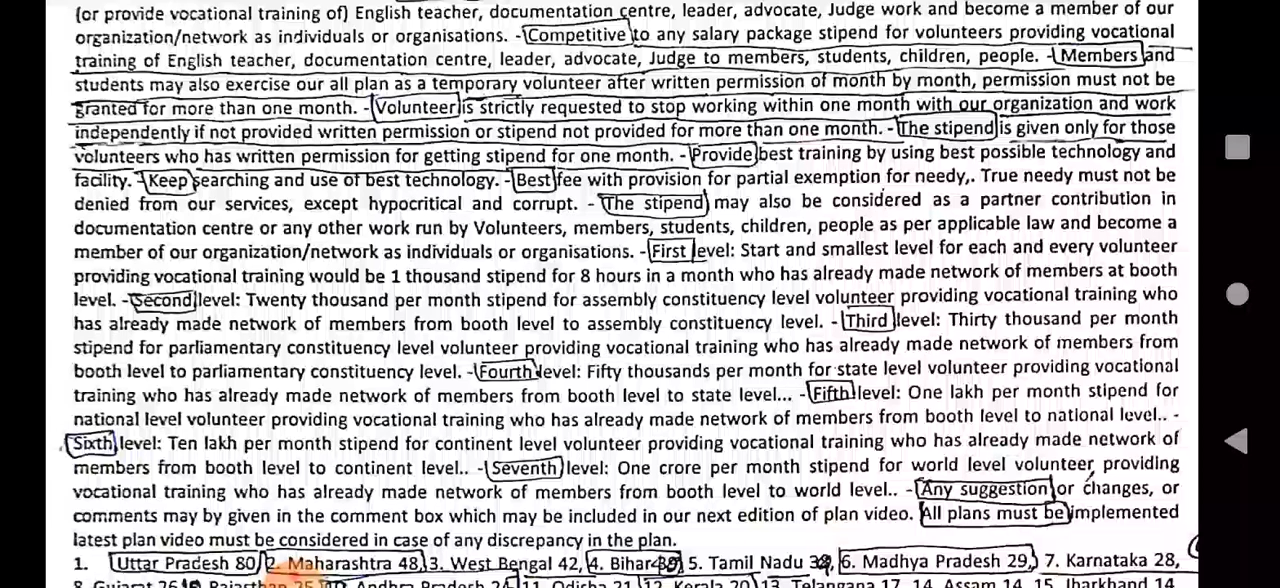 (or provide vocational training of) English teacher, documentation centre, leader, advocate, Judge work and become a member of our
organization/network as individuals or organisations. -Competitive to any salary package stipend for volunteers providing vocational
training of English teacher, documentation centre, leader, advocate, Judge to members, students, children, people. -Members and
students may also exercise our all plan as a temporary volunteer after written permission of month by month, permission must not be
granted for more than one month. -Volunteer is strictly requested to stop working within one month with our organization and work
independently if not provided written permission or stipend not provided for more than one month. -The stipend is given only for those
volunteers who has written permission for getting stipend for one month. -Provide best training by using best possible technology and
facility. -Keep searching and use of best technology. -Best fee with provision for partial exemption for needy,. True needy must not be
denied from our services, except hypocritical and corrupt. -The stipend may also be considered as a partner contribution in
documentation centre or any other work run by Volunteers, members, students, children, people as per applicable law and become a
member of our organization/network as individuals or organisations. -First level: Start and smallest level for each and every volunteer
providing vocational training would be 1 thousand stipend for 8 hours in a month who has already made network of members at booth
level. -Second level: Twenty thousand per month stipend for assembly constituency level volunteer providing vocational training who
has already made network of members from booth level to assembly constituency level. -Third level: Thirty thousand per month
stipend for parliamentary constituency level volunteer providing vocational training who has already made network of members from
booth level to parliamentary constituency level. -Fourth level: Fifty thousands per month for state level volunteer providing vocational
training who has already made network of members from booth level to state level... -Fifth level: One lakh per month stipend for
national level volunteer providing vocational training who has already made network of members from booth level to national level.. -
Sixth level: Ten lakh per month stipend for continent level volunteer providing vocational training who has already made network of
members from booth level to continent level.. -Seventh level: One crore per month stipend for world level volunteer providing
vocational training who has already made network of members from booth level to world level.. -Any suggestion or changes, or
comments may by given in the comment box which may be included in our next edition of plan video. All plans must be implemented
latest plan video must be considered in case of any discrepancy in the plan.
1. Uttar Pradesh 80 2. Maharashtra 48, 3. West Bengal 42, 4. Bihar 5. Tamil Nadu 6. Madhya Pradesh 29, 7. Karnataka 28,
8. Gujarat 26 Rajasthan 25 Andhra Pradesh 11. Odisha 21 12. Kerala 20 13. Telangana 17, 14. Assam 14, 15. Jharkhand 14